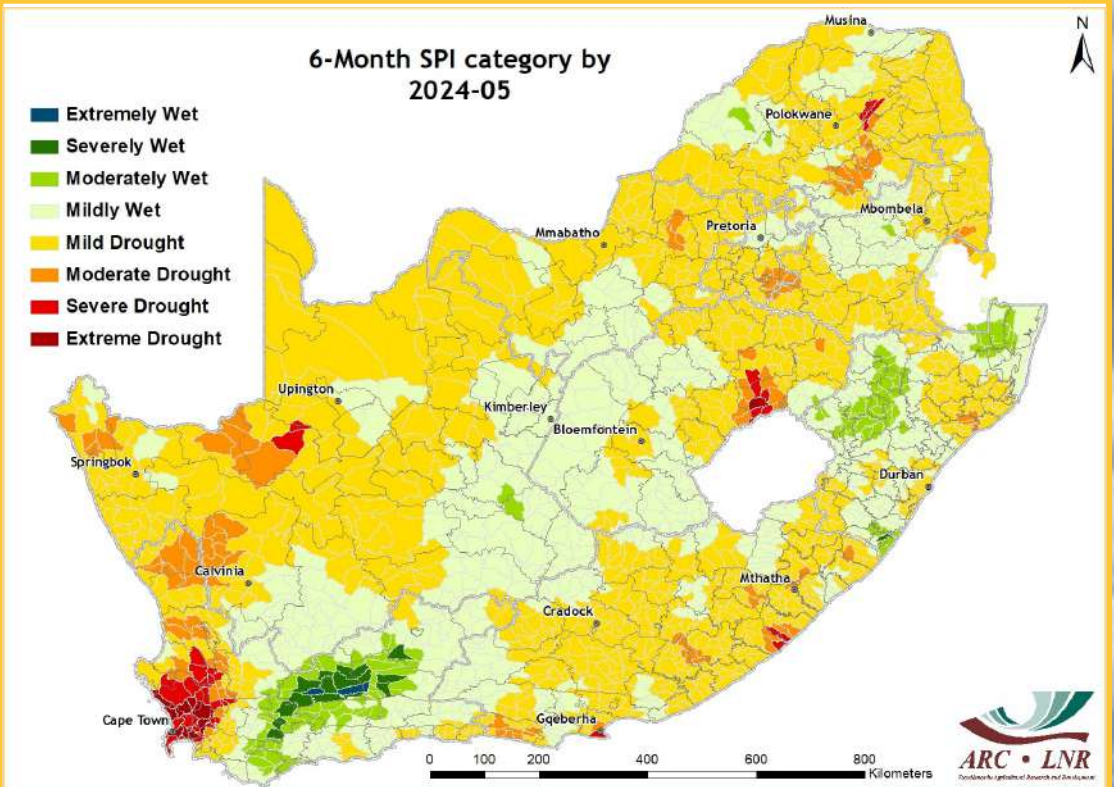 Musina
N
6-Month SPI category by
2024-05
Extremely Wet
Severely Wet
Moderately Wet
Mildly Wet
Mild Drought
Moderate Drought
Severe Drought
Extreme Drought
Polokwane
Mbombela
Pretoria
Mmabatho
Upington
Kimberley
Bloemfontein
Springbok
Durban
Calvinia
Mthatha
Cradock
Cape Town
Gqeberha
0 100 200 400 600 800
Kilometers
ARC • LNR